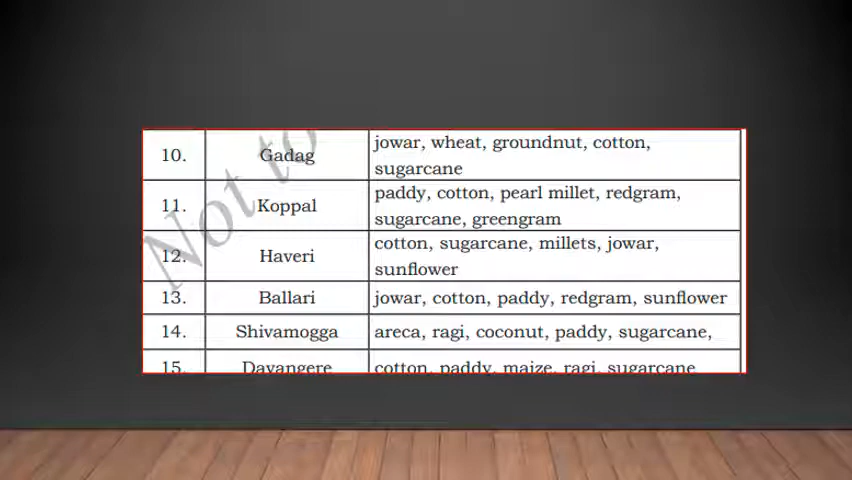 Not to
10. Gadag jowar, wheat, groundnut, cotton,
sugarcane
11. Koppal paddy, cotton, pearl millet, redgram,
sugarcane, greengram
12. Haveri cotton, sugarcane, millets, jowar,
sunflower
13. Ballari jowar, cotton, paddy, redgram, sunflower
14. Shivamogga areca, ragi, coconut, paddy, sugarcane,
15. Davangere cotton, paddy, maize, ragi, sugarcane